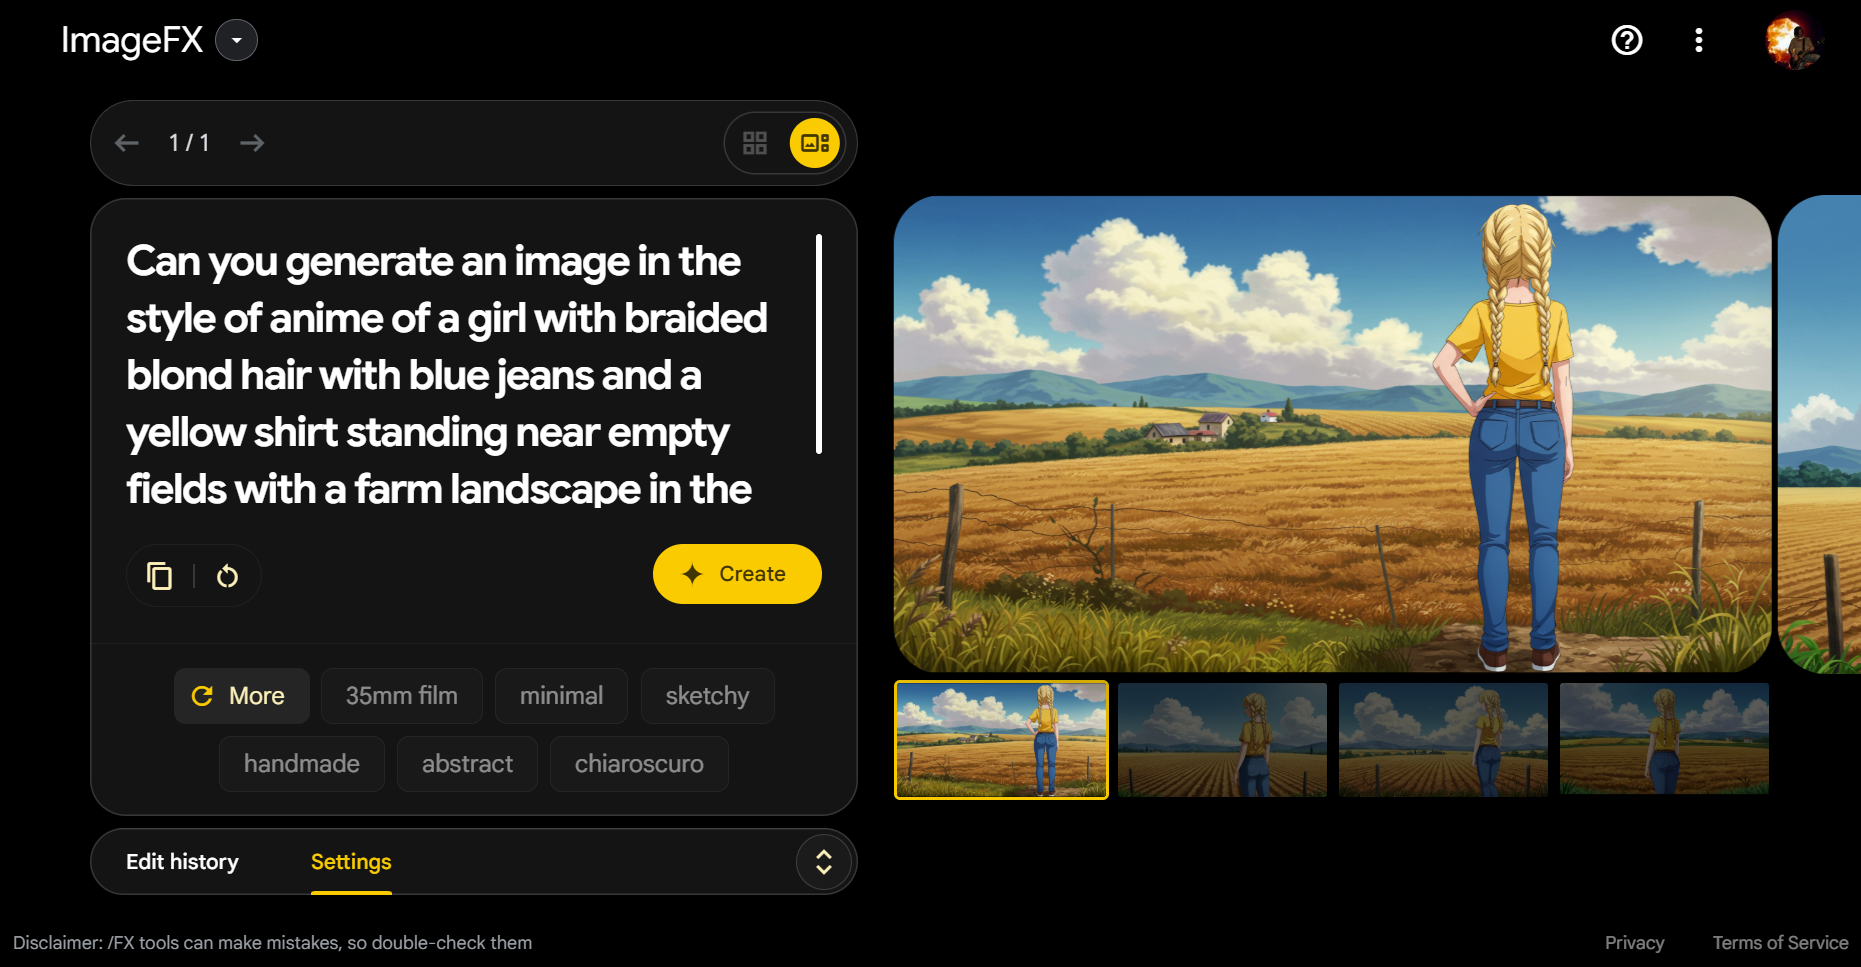 ImageFX
1 / 1
Can you generate an image in the
style of anime of a girl with braided
blond hair with blue jeans and a
yellow shirt standing near empty
fields with a farm landscape in the
Create
More
35mm film
minimal
sketchy
handmade
abstract
chiaroscuro
Edit history
Settings
Disclaimer: /FX tools can make mistakes, so double-check them
Privacy
Terms of Service